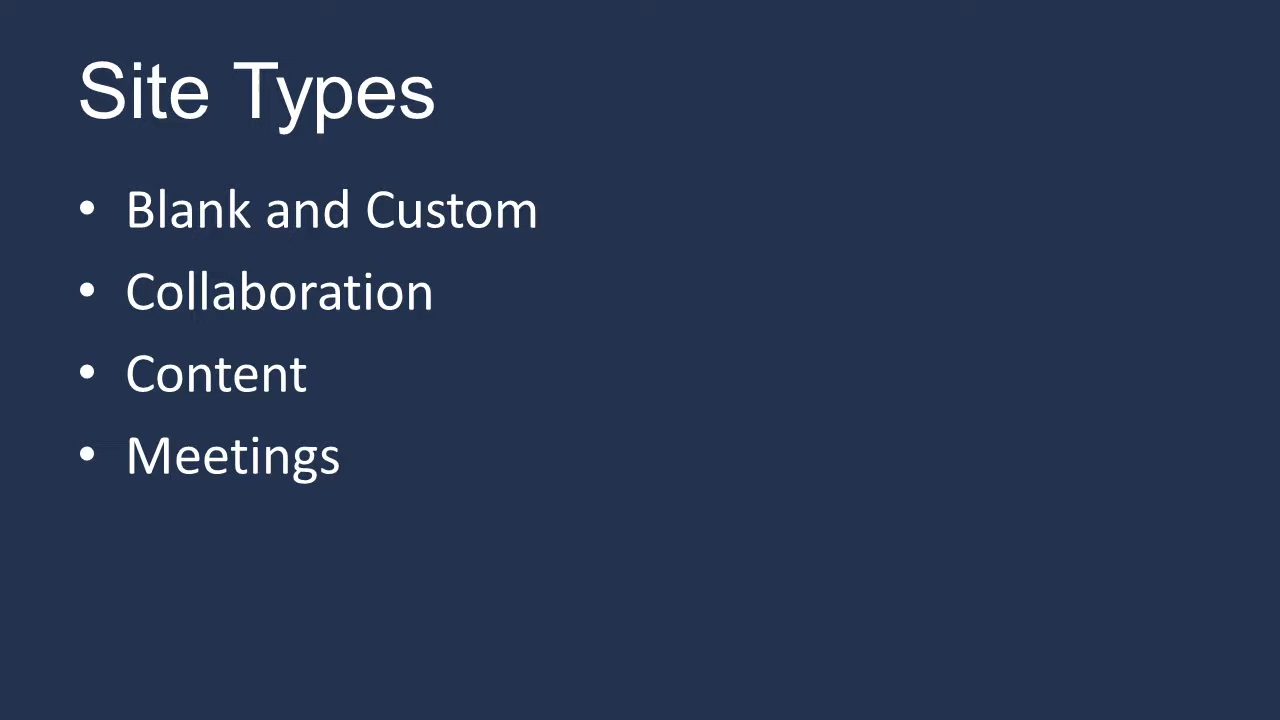 Site Types
• Blank and Custom
• Collaboration
• Content
• Meetings